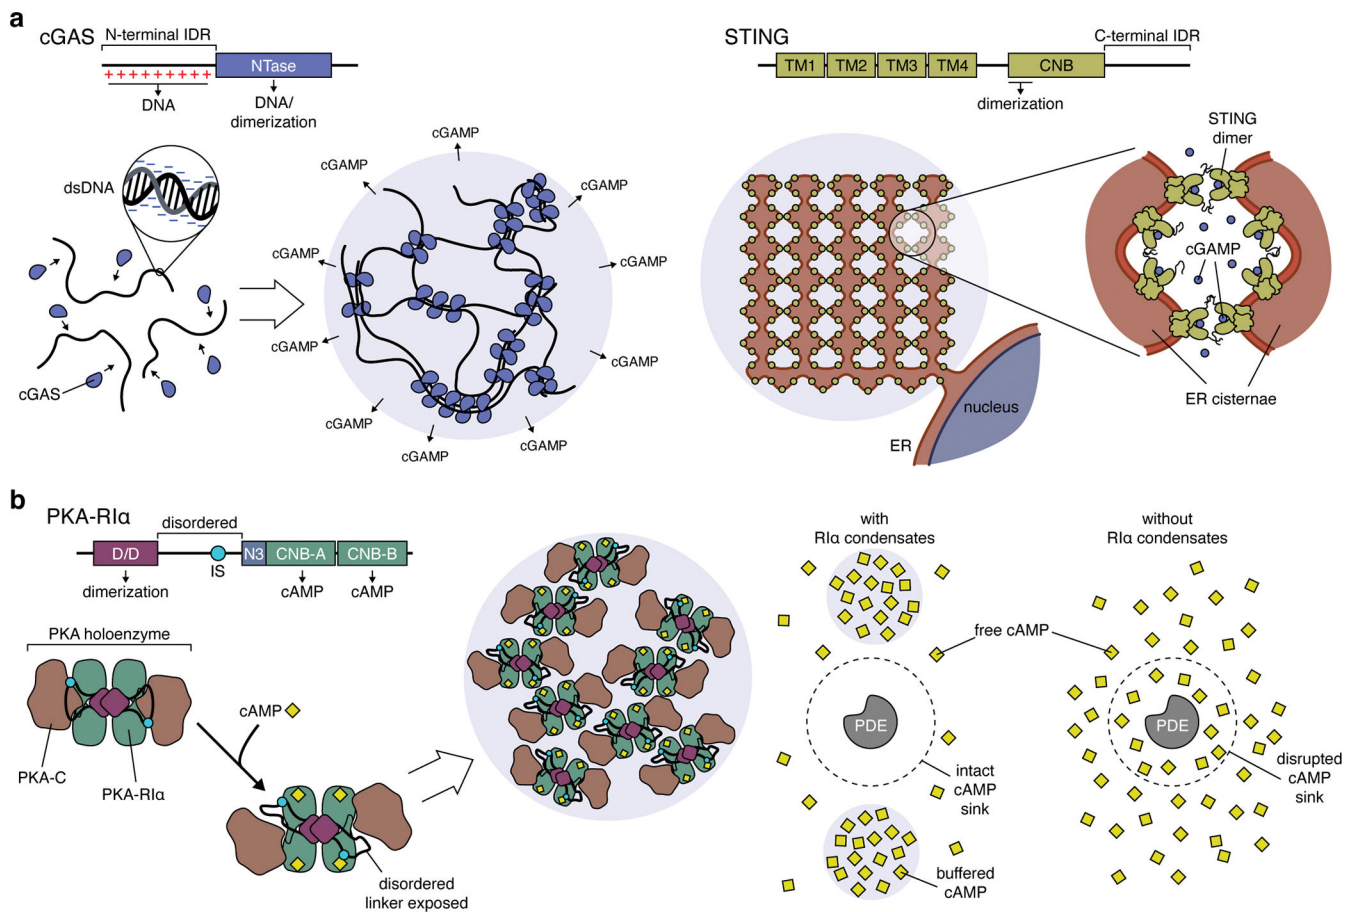 a
cGAS
N-terminal IDR
+ + + + + + + + +
NTase
DNA
DNA/
dimerization
dsDNA
cGAS
cGAMP
cGAMP
cGAMP
cGAMP
cGAMP
cGAMP
cGAMP
cGAMP
cGAMP
cGAMP
STING
C-terminal IDR
TM1
TM2
TM3
TM4
CNB
dimerization
STING
dimer
cGAMP
ER cisternae
nucleus
ER
b
PKA-RIα
disordered
D/D
IS
N3
CNB-A
CNB-B
dimerization
cAMP
cAMP
PKA holoenzyme
PKA-C
PKA-RIα
cAMP
disordered
linker exposed
with
RIα condensates
without
RIα condensates
free cAMP
PDE
PDE
intact
cAMP
sink
disrupted
cAMP
sink
buffered
cAMP